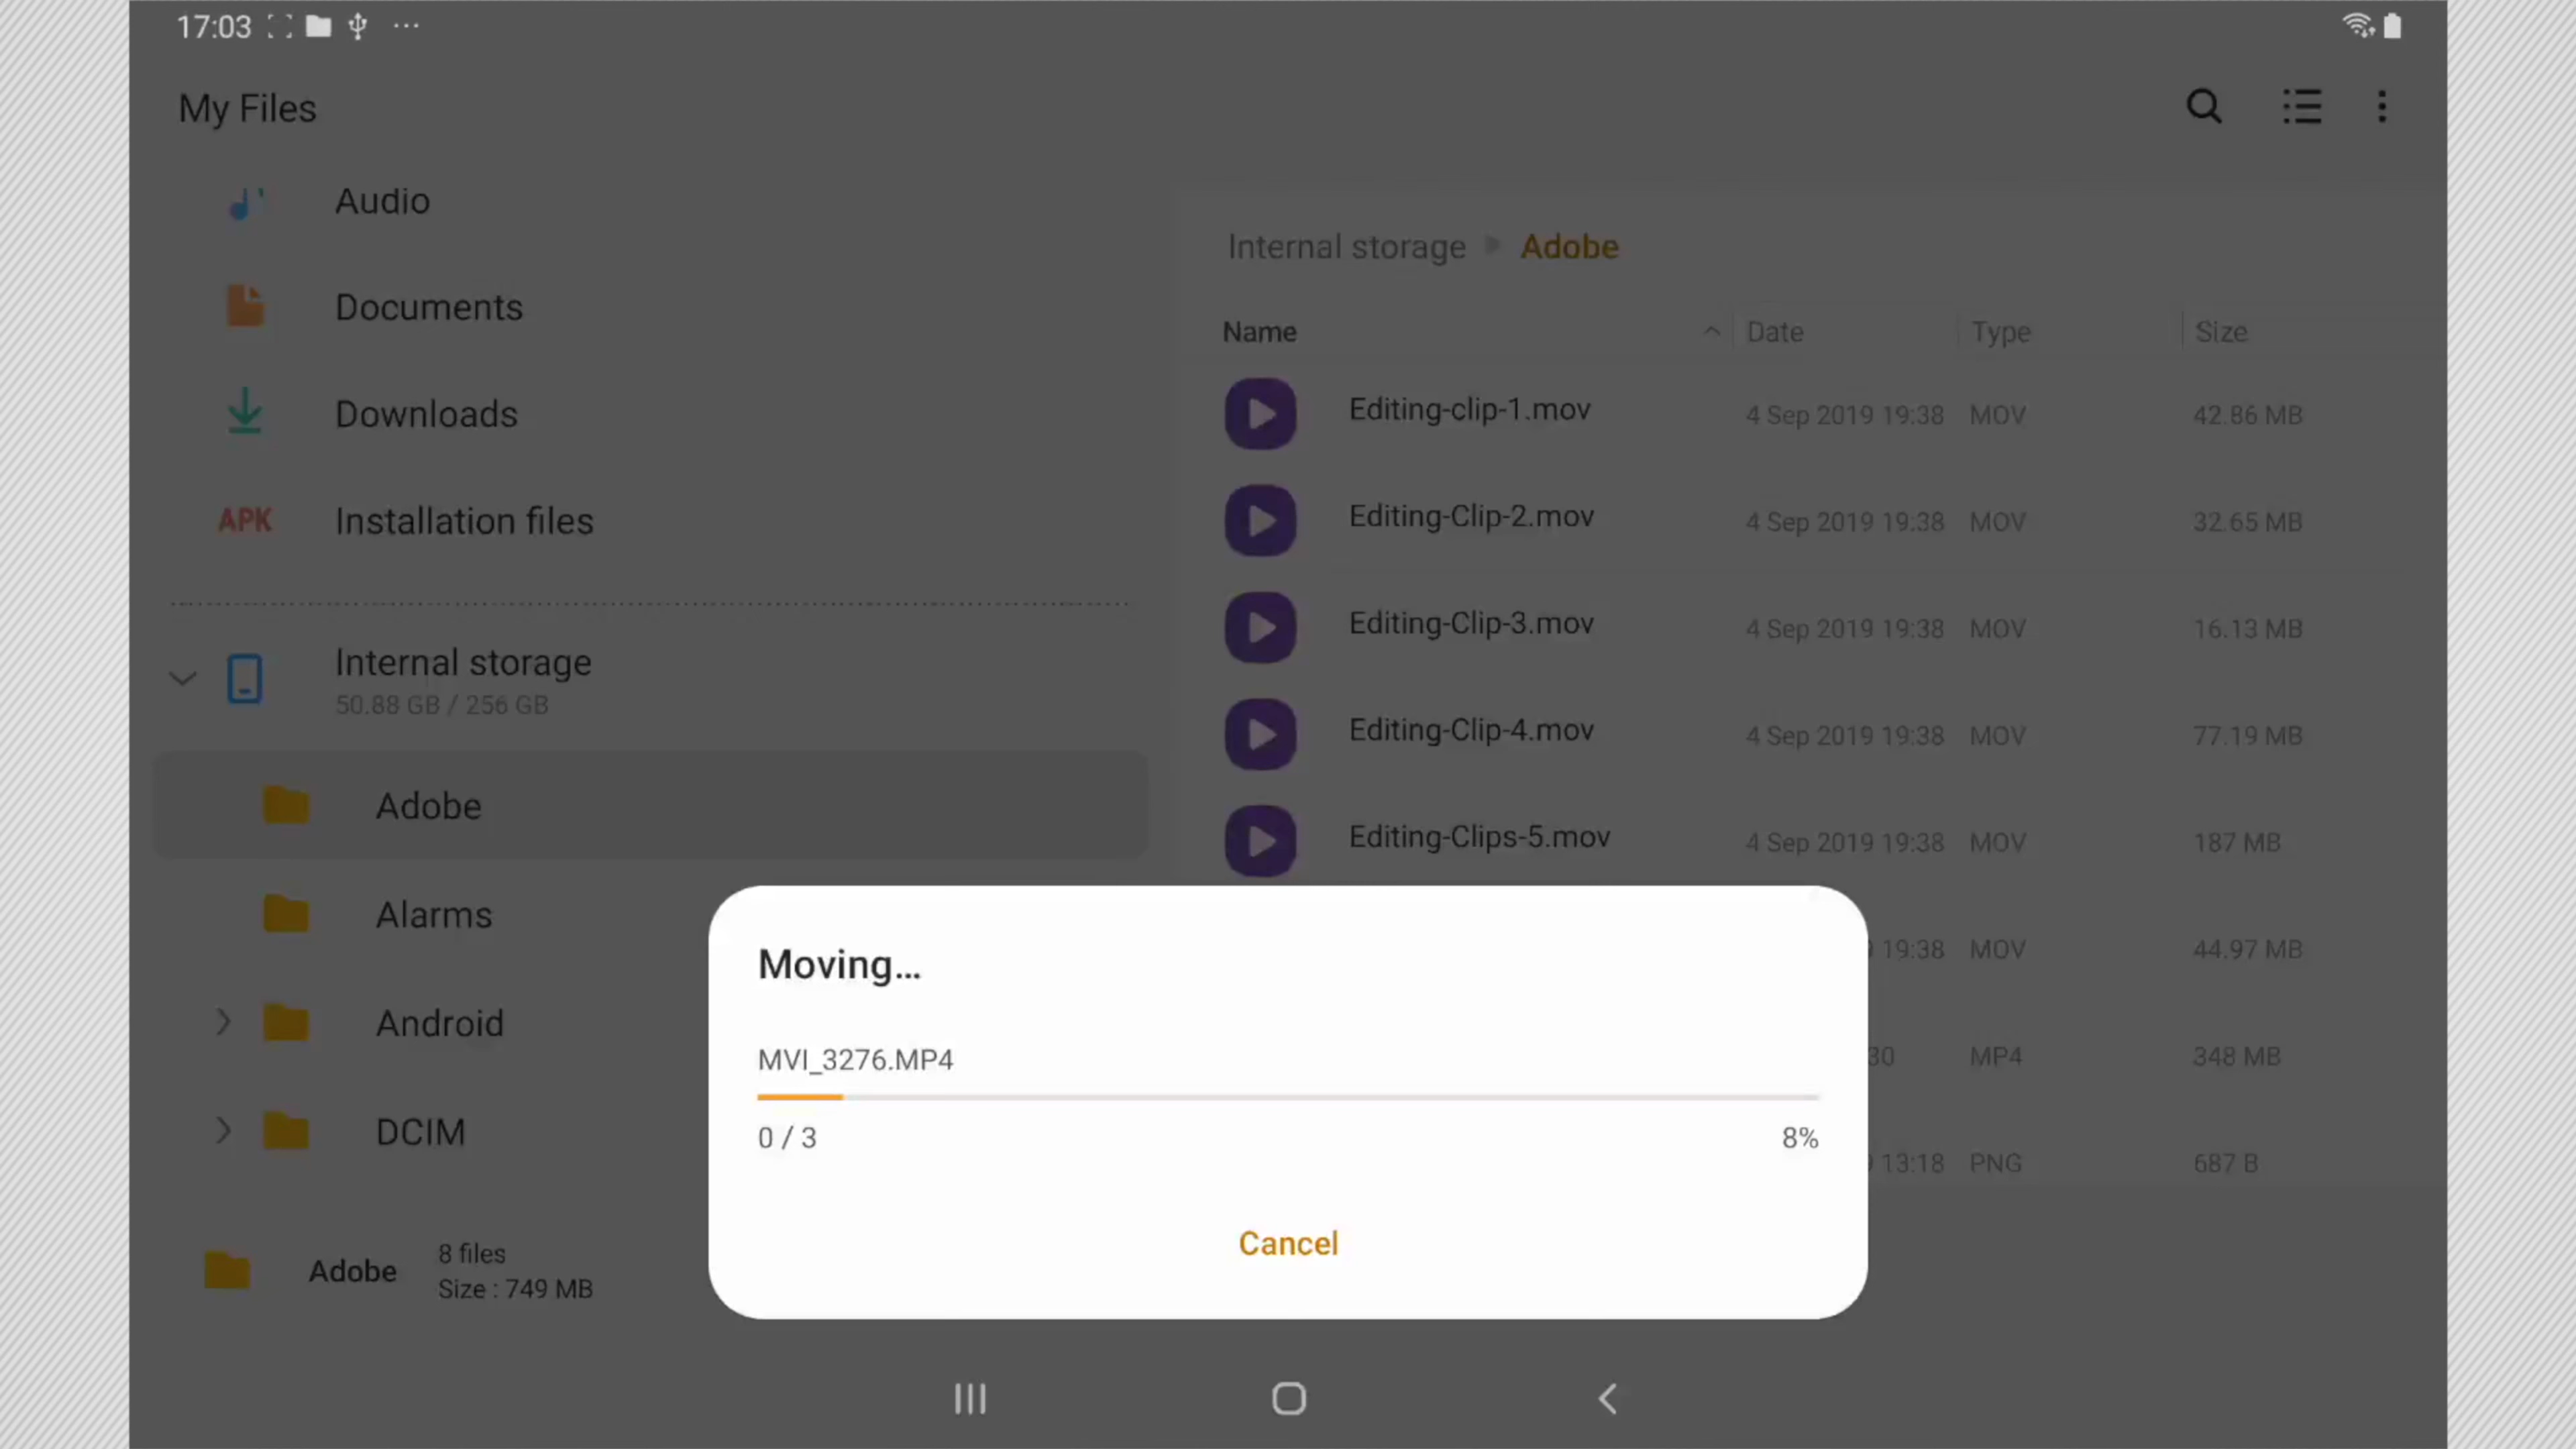 17:03
My Files
Audio
Documents
Downloads
APK Installation files
Internal storage
50.88 GB / 256 GB
Adobe
Alarms
Android
DCIM
Adobe
8 files
Size : 749 MB
Internal storage Adobe
Name Date Type Size
Editing-clip-1.mov 4 Sep 2019 19:38 MOV 42.86 MB
Editing-Clip-2.mov 4 Sep 2019 19:38 MOV 32.65 MB
Editing-Clip-3.mov 4 Sep 2019 19:38 MOV 16.13 MB
Editing-Clip-4.mov 4 Sep 2019 19:38 MOV 77.19 MB
Editing-Clips-5.mov 4 Sep 2019 19:38 MOV 187 MB
19:38 MOV 44.97 MB
30 MP4 348 MB
13:18 PNG 687 B
Moving...
MVI_3276.MP4
0 / 3 8%
Cancel